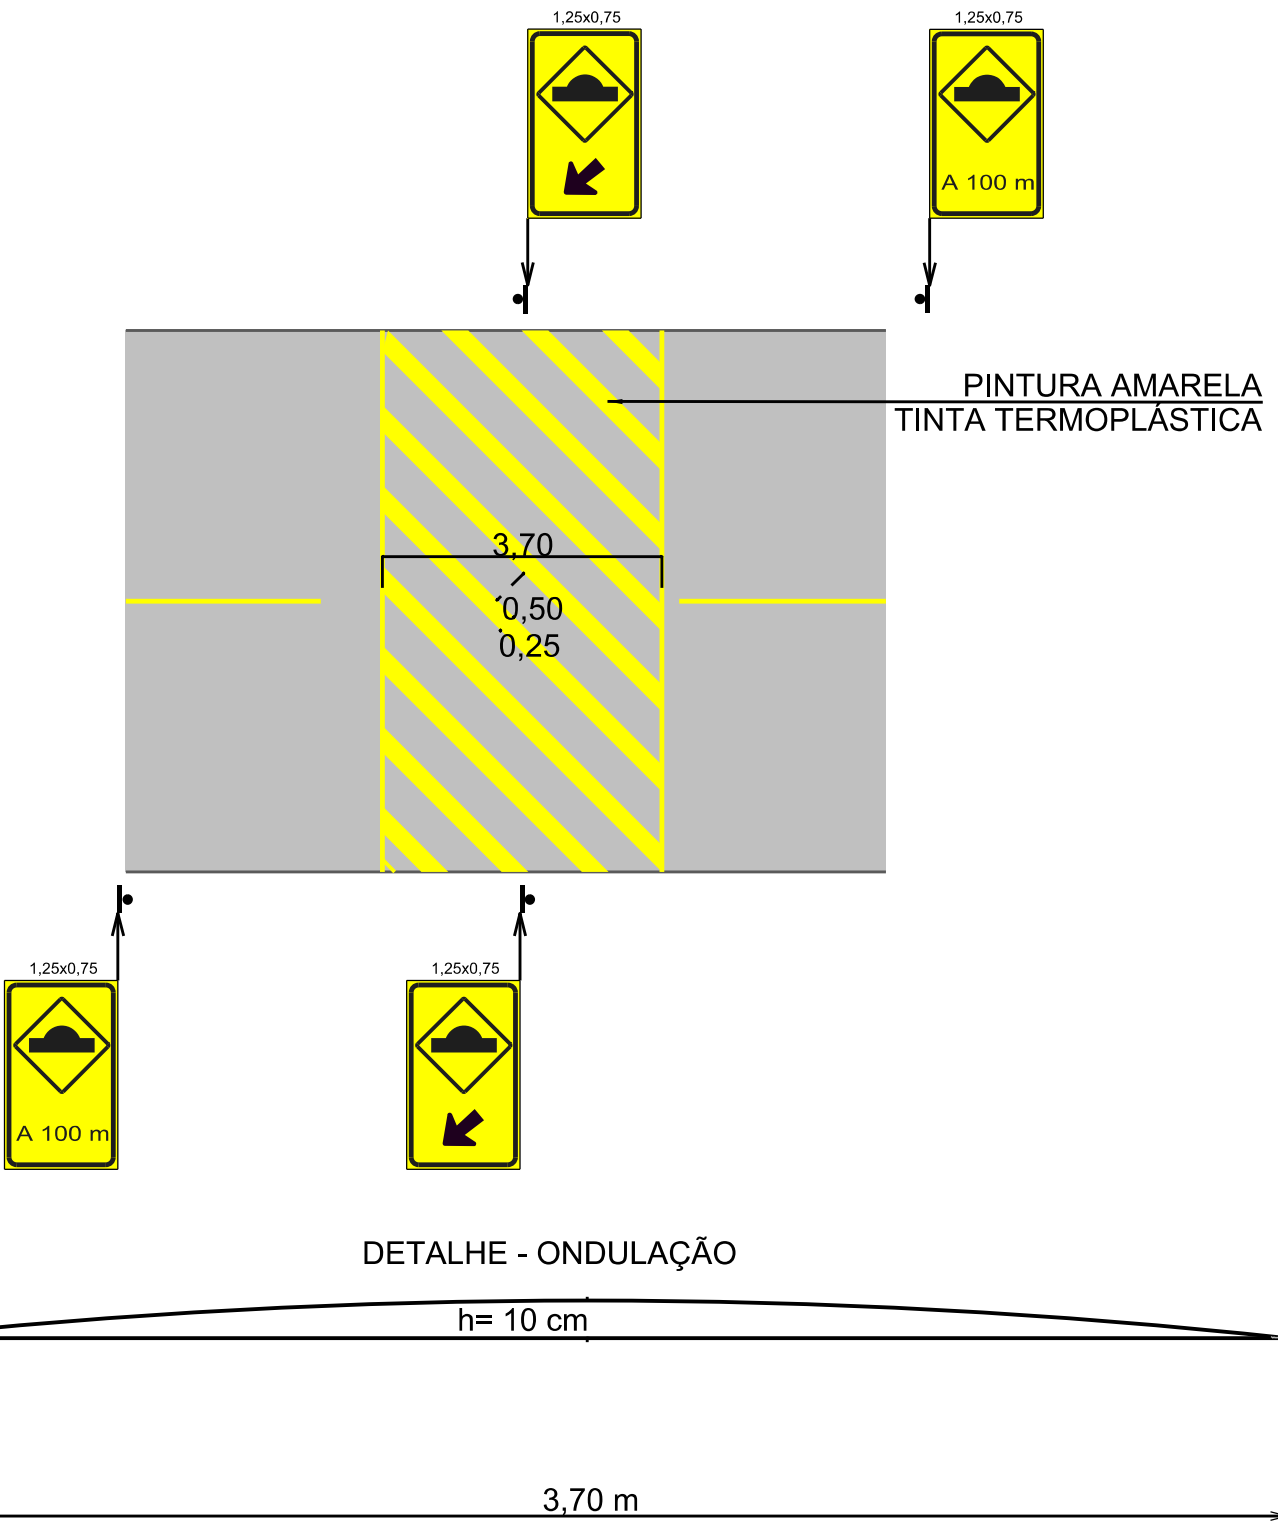 1,25x0,75
1,25x0,75
A 100 m
PINTURA AMARELA
TINTA TERMOPLÁSTICA
3,70
0,50
0,25
1,25x0,75
1,25x0,75
A 100 m
DETALHE - ONDULAÇÃO
h= 10 cm
3,70 m